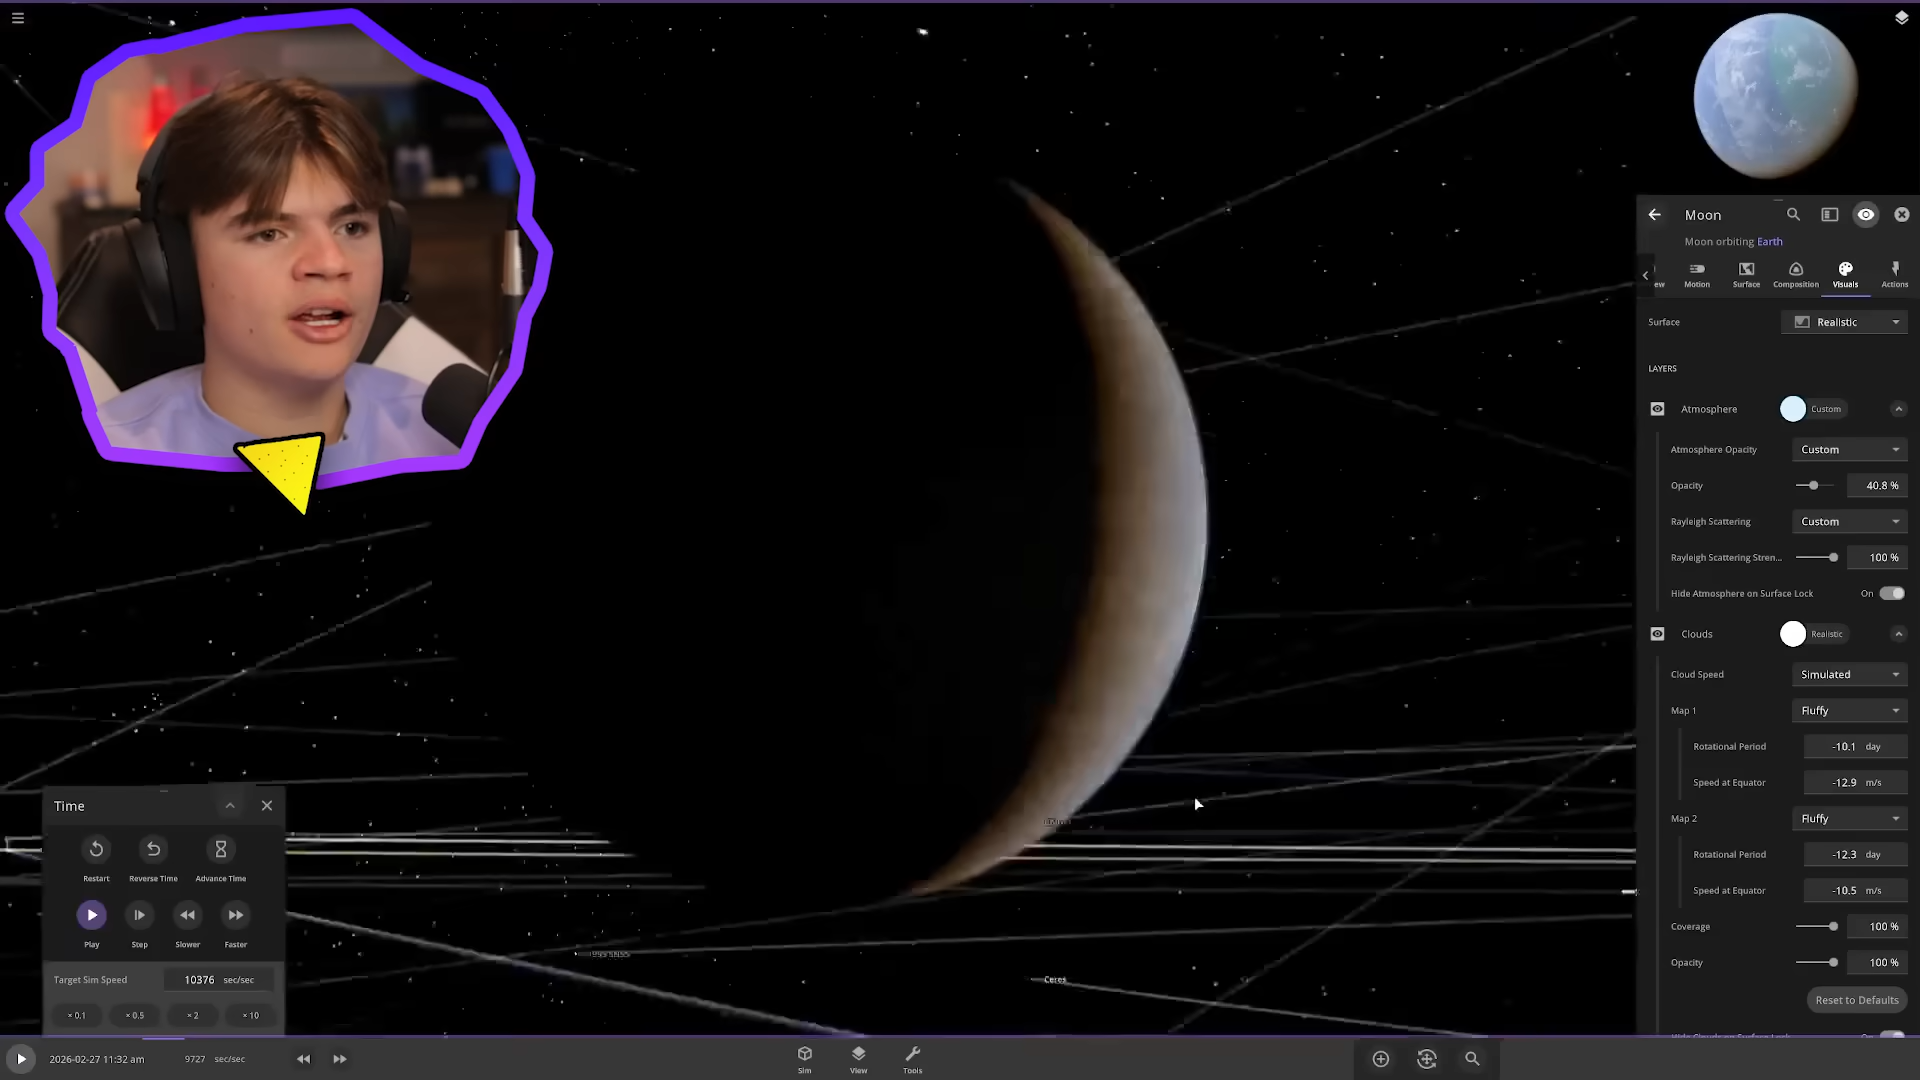 Moon
Moon orbiting Earth
ew
Motion
Surface
Composition
Visuals
Actions
Surface
Realistic
LAYERS
Atmosphere
Custom
Atmosphere Opacity
Custom
Opacity
40.8 %
Rayleigh Scattering
Custom
Rayleigh Scattering Stren...
100 %
Hide Atmosphere on Surface Lock
On
Clouds
Realistic
Cloud Speed
Simulated
Map 1
Fluffy
Rotational Period
-10.1 day
Speed at Equator
-12.9 m/s
Map 2
Fluffy
Rotational Period
-12.3 day
Speed at Equator
-10.5 m/s
Coverage
100 %
Opacity
100 %
Reset to Defaults
Ceres
Time
Restart
Reverse Time
Advance Time
Play
Step
Slower
Faster
Target Sim Speed
10376 sec/sec
× 0.1
× 0.5
× 2
× 10
2026-02-27 11:32 am
9727 sec/sec
Sim
View
Tools